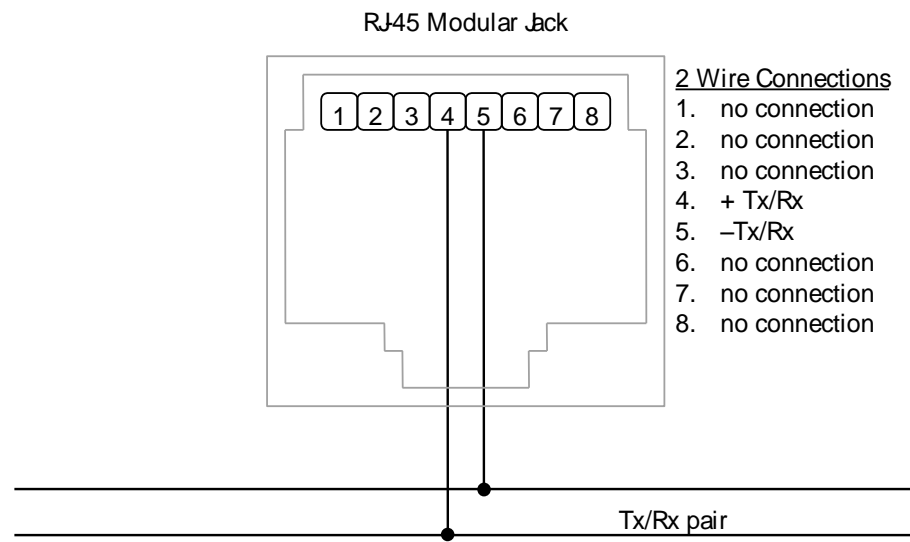 RJ-45 Modular Jack
2 Wire Connections
1 2 3 4 5 6 7 8
1. no connection
2. no connection
3. no connection
4. + Tx/Rx
5. –Tx/Rx
6. no connection
7. no connection
8. no connection
Tx/Rx pair